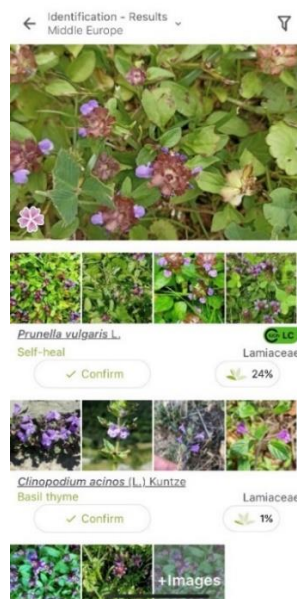 Identification - Results
Middle Europe
Prunella vulgaris L.
LC
Self-heal
Lamiaceae
Confirm
24%
Clinopodium acinos (L.) Kuntze
Basil thyme
Lamiaceae
Confirm
1%
+Images